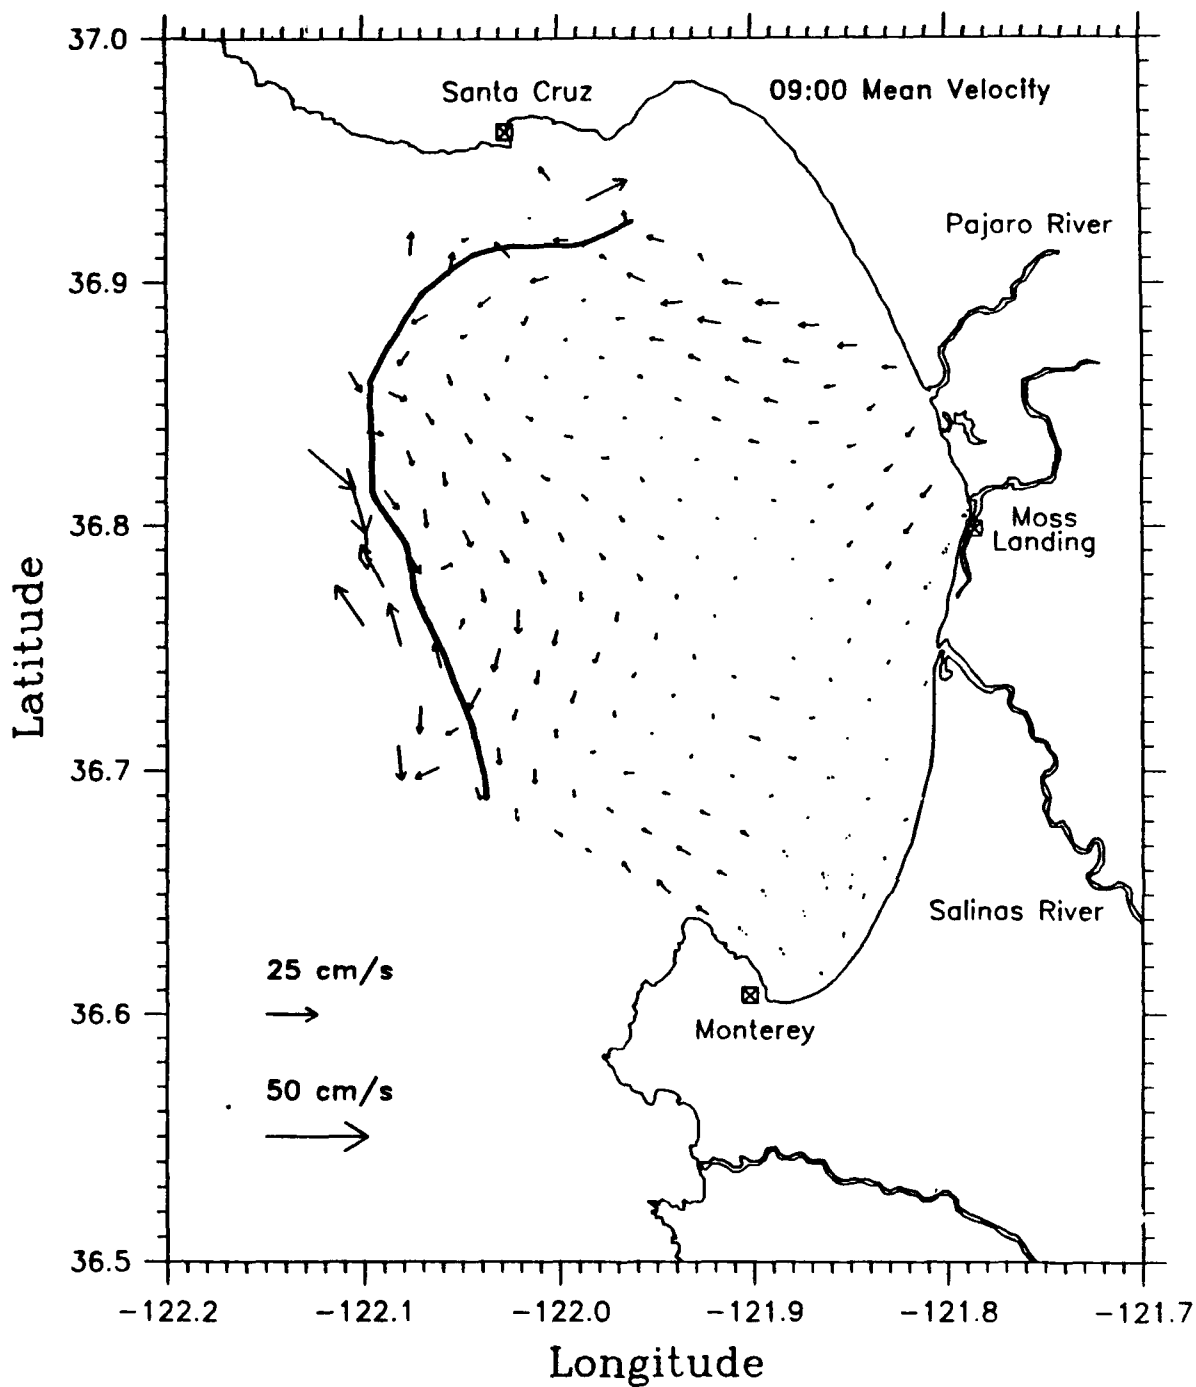 37.0
Santa Cruz
09:00 Mean Velocity
Pajaro River
36.9
Moss
Landing
36.8
Latitude
36.7
Salinas River
25 cm/s
36.6
Monterey
50 cm/s
36.5
-122.2
-122.1
-122.0
-121.9
-121.8
-121.7
Longitude